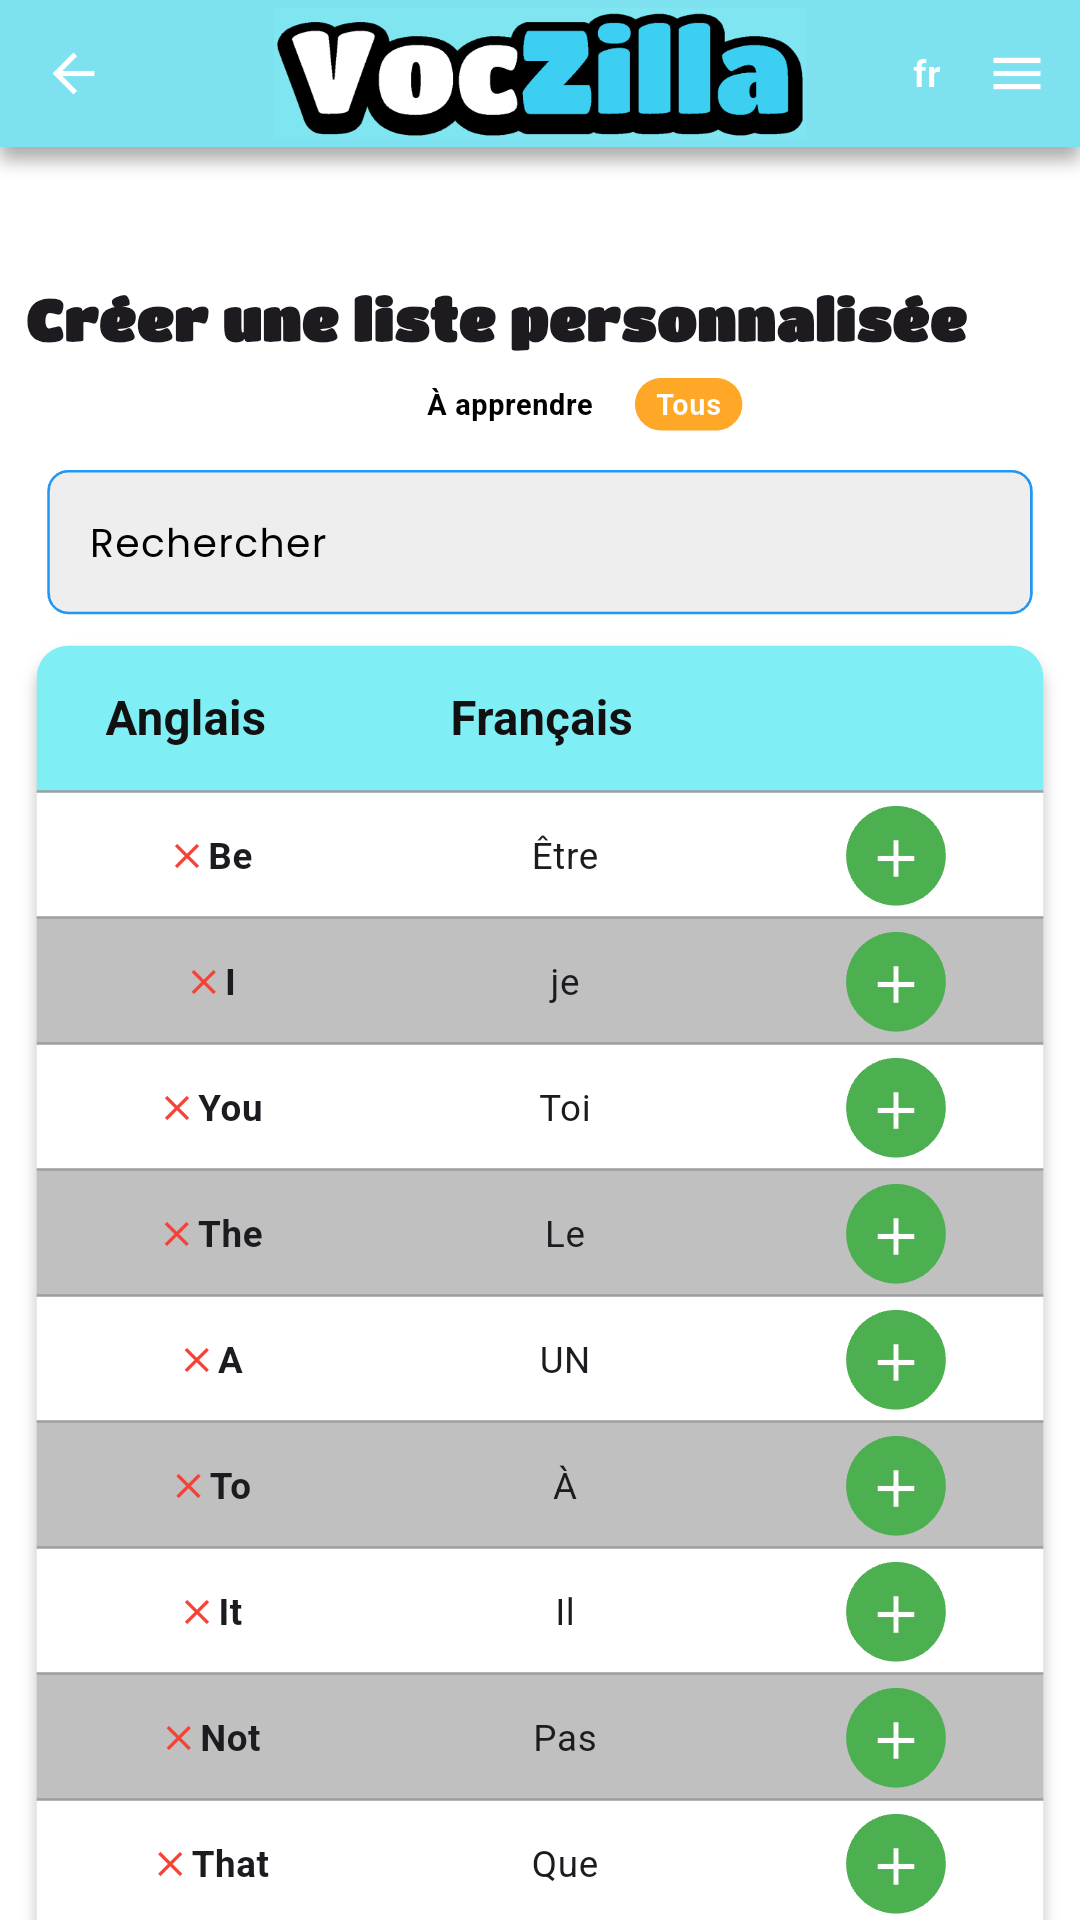 VocZilla
fr
Créer une liste personnalisée
À apprendre Tous
Rechercher
Anglais Français
Be Être
I je
You Toi
The Le
A UN
To À
It Il
Not Pas
That Que